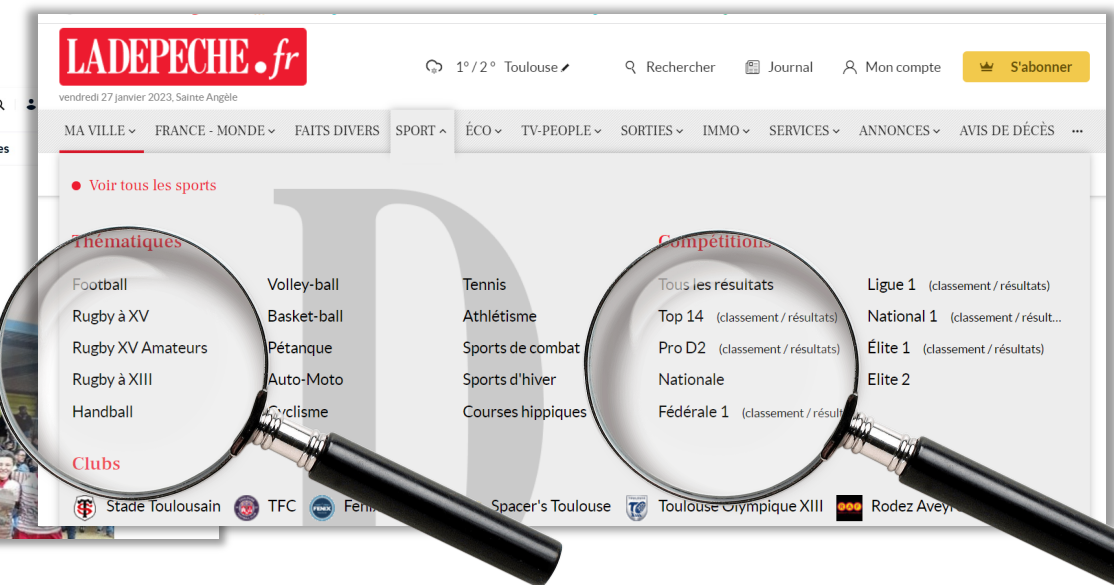 LADEPECHE.fr
1° / 2° Toulouse
Rechercher
Journal
Mon compte
S'abonner
vendredi 27 janvier 2023, Sainte Angèle
MA VILLE FRANCE - MONDE FAITS DIVERS SPORT ÉCO TV-PEOPLE SORTIES IMMO SERVICES ANNONCES AVIS DE DÉCÈS ...
Voir tous les sports
Thématiques
Compétitions
Football Volley-ball Tennis Tous les résultats Ligue 1 (classement / résultats)
Rugby à XV Basket-ball Athlétisme Top 14 (classement / résultats) National 1 (classement / résult...
Rugby XV Amateurs Pétanque Sports de combat Pro D2 (classement / résultats) Élite 1 (classement / résultats)
Rugby à XIII Auto-Moto Sports d'hiver Nationale Elite 2
Handball Cyclisme Courses hippiques Fédérale 1 (classement / résult
Clubs
Stade Toulousain TFC FENIX Spacer's Toulouse Toulouse Olympique XIII RAF Rodez